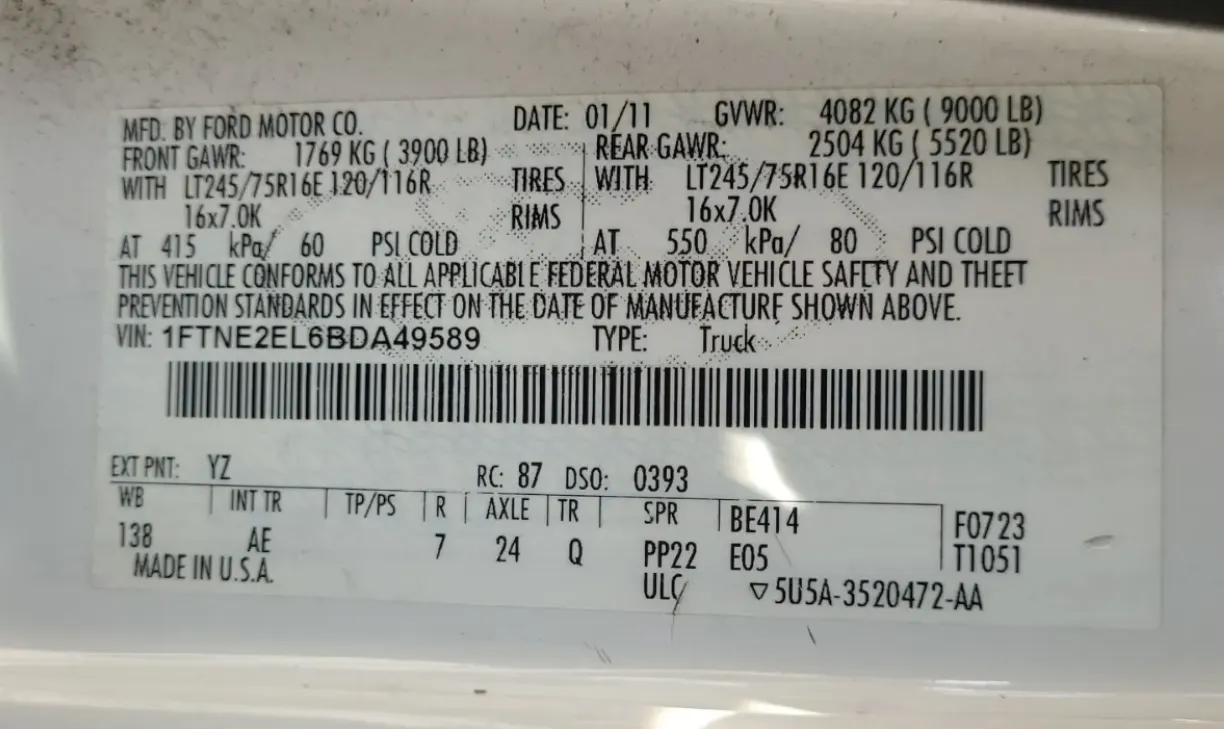 MFD. BY FORD MOTOR CO. DATE: 01/11 GVWR: 4082 KG ( 9000 LB)
FRONT GAWR: 1769 KG ( 3900 LB) REAR GAWR: 2504 KG ( 5520 LB)
WITH LT245/75R16E 120/116R TIRES WITH LT245/75R16E 120/116R TIRES
16x7.0K RIMS 16x7.0K RIMS
AT 415 kPa/ 60 PSI COLD AT 550 kPa/ 80 PSI COLD
THIS VEHICLE CONFORMS TO ALL APPLICABLE FEDERAL MOTOR VEHICLE SAFETY AND THEFT
PREVENTION STANDARDS IN EFFECT ON THE DATE OF MANUFACTURE SHOWN ABOVE.
VIN: 1FTNE2EL6BDA49589 TYPE: Truck
EXT PNT: YZ RC: 87 DSO: 0393
WB INT TR TP/PS R AXLE TR SPR BE414 F0723
138 AE 7 24 Q PP22 E05 T1051
MADE IN U.S.A. ULC ▽5U5A-3520472-AA